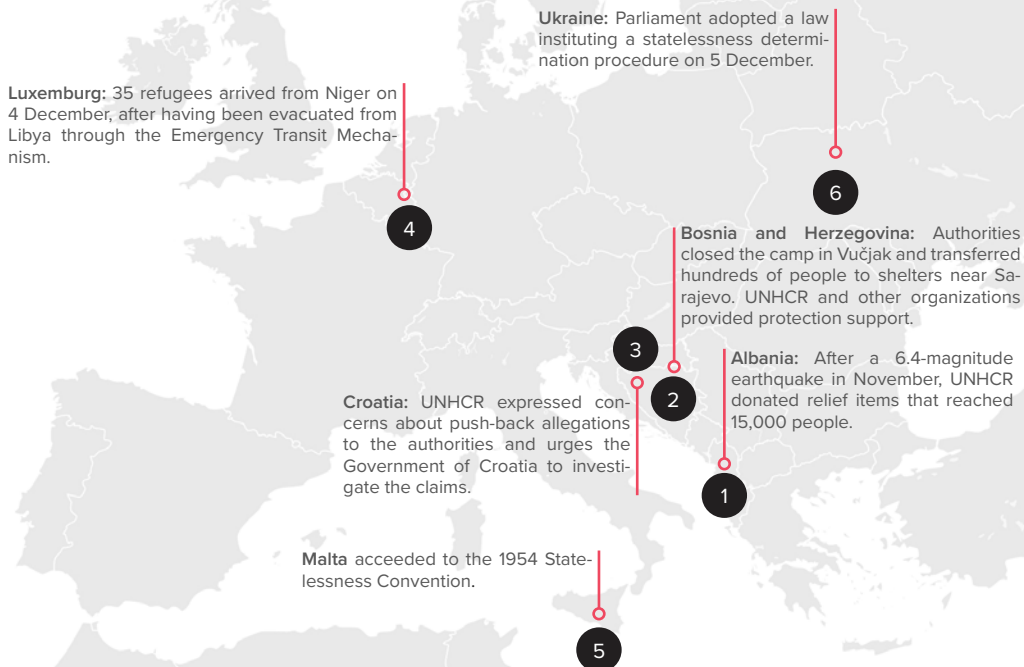 Ukraine: Parliament adopted a law
instituting a statelessness determi-
nation procedure on 5 December.
Luxemburg: 35 refugees arrived from Niger on
4 December, after having been evacuated from
Libya through the Emergency Transit Mecha-
nism.
6
4
Bosnia and Herzegovina: Authorities
closed the camp in Vučjak and transferred
hundreds of people to shelters near Sa-
rajevo. UNHCR and other organizations
provided protection support.
3
2
Albania: After a 6.4-magnitude
earthquake in November, UNHCR
donated relief items that reached
15,000 people.
Croatia: UNHCR expressed con-
cerns about push-back allegations
to the authorities and urges the
Government of Croatia to investi-
gate the claims.
1
Malta acceeded to the 1954 State-
lessness Convention.
5